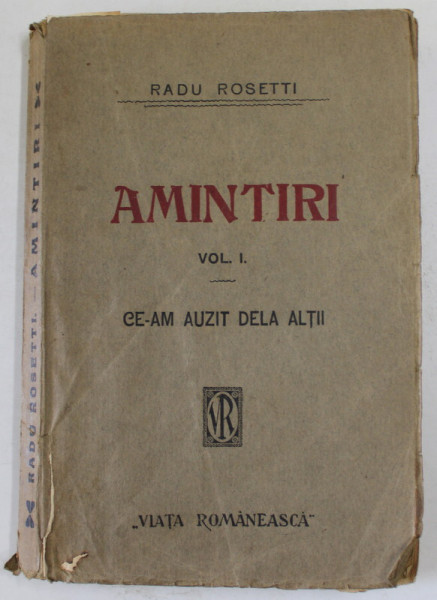 RADU ROSETTI
AMINTIRI
VOL. I.
CE-AM AUZIT DELA ALȚII
VR
„VIAȚA ROMÂNEASCĂ"
RADU ROSETTI. — AMINTIRI